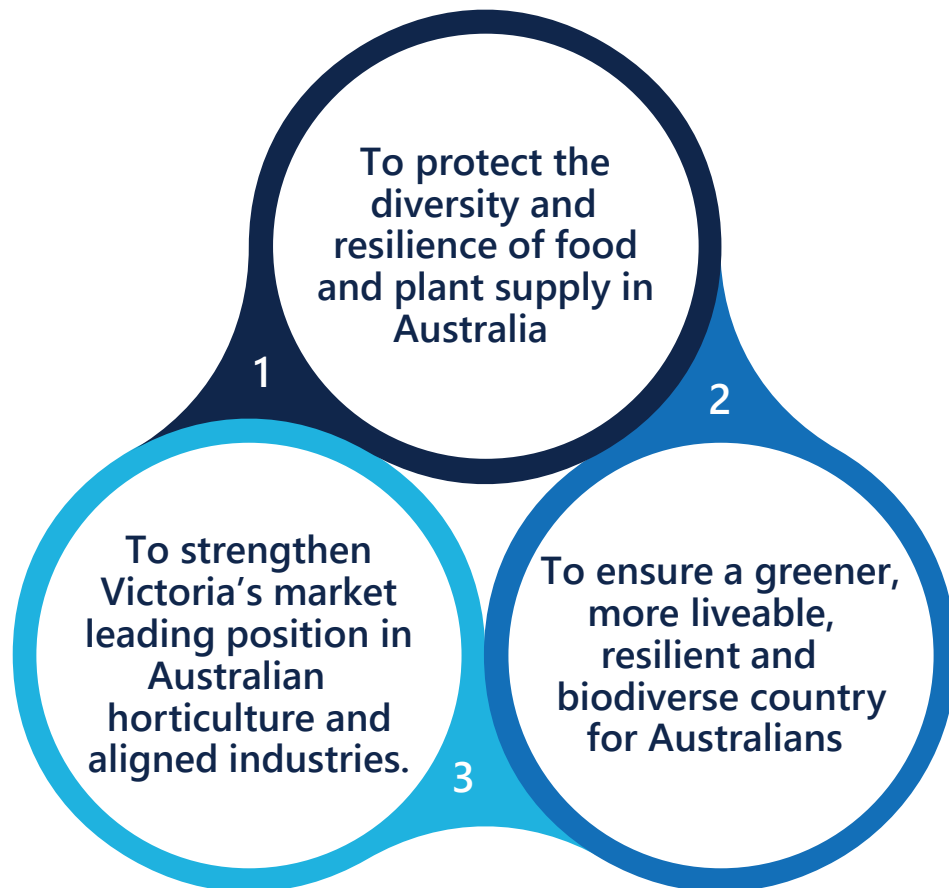 To protect the
diversity and
resilience of food
and plant supply in
Australia
1
2
To ensure a greener,
more liveable,
resilient and
biodiverse country
for Australians
To strengthen
Victoria’s market
leading position in
Australian
horticulture and
aligned industries.
3